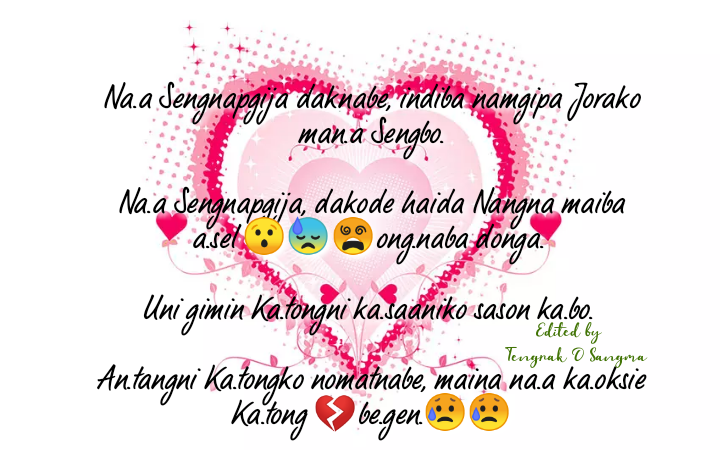 Na.a Sengnapgija daknabe, indiba namgipa Jorako
man.a Sengbo.
Na.a Sengnapgija, dakode haida Nangna maiba
a.sel 😯😓😵 ong.naba donga.
Uni gimin Ka.tongni ka.saaniko sason ka.bo.
Edited by
Tengnak D Sangma
An.tangni Ka.tongko nomatnabe, maina na.a ka.oksie
Ka.tong 💔 be.gen.😥😥